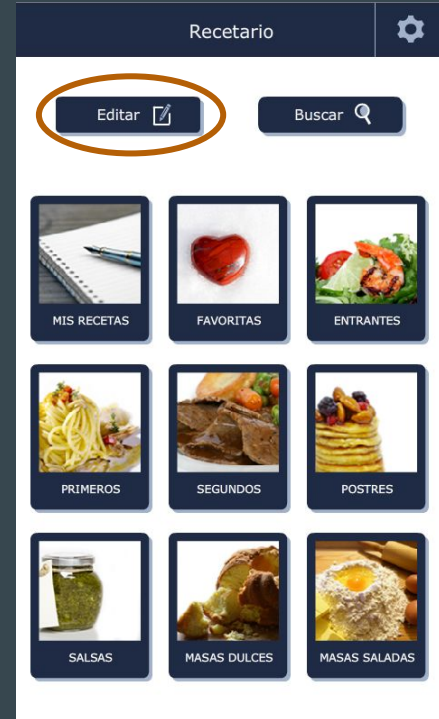 Recetario
Editar
Buscar
MIS RECETAS
FAVORITAS
ENTRANTES
PRIMEROS
SEGUNDOS
POSTRES
SALSAS
MASAS DULCES
MASAS SALADAS